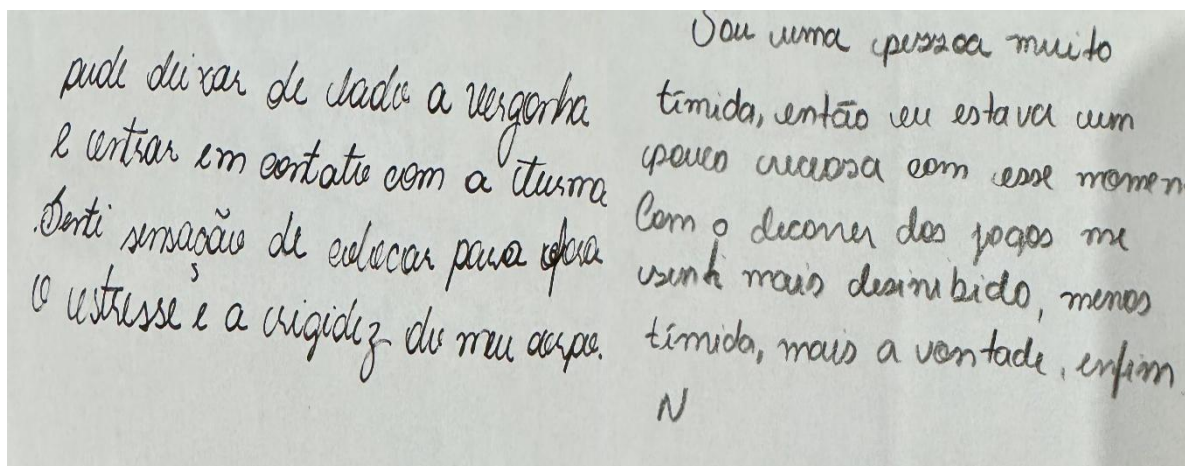 pude deixar de lado a vergonha
e entrar em contato com a turma
Senti sensação de colocar para fora
o estresse e a rigidez do meu corpo.
Sou uma pessoa muito
tímida, então eu estava um
pouco curiosa com esse momen
Com o decorrer dos jogos me
senti mais desinibido, menos
tímida, mais a vontade, enfim
N